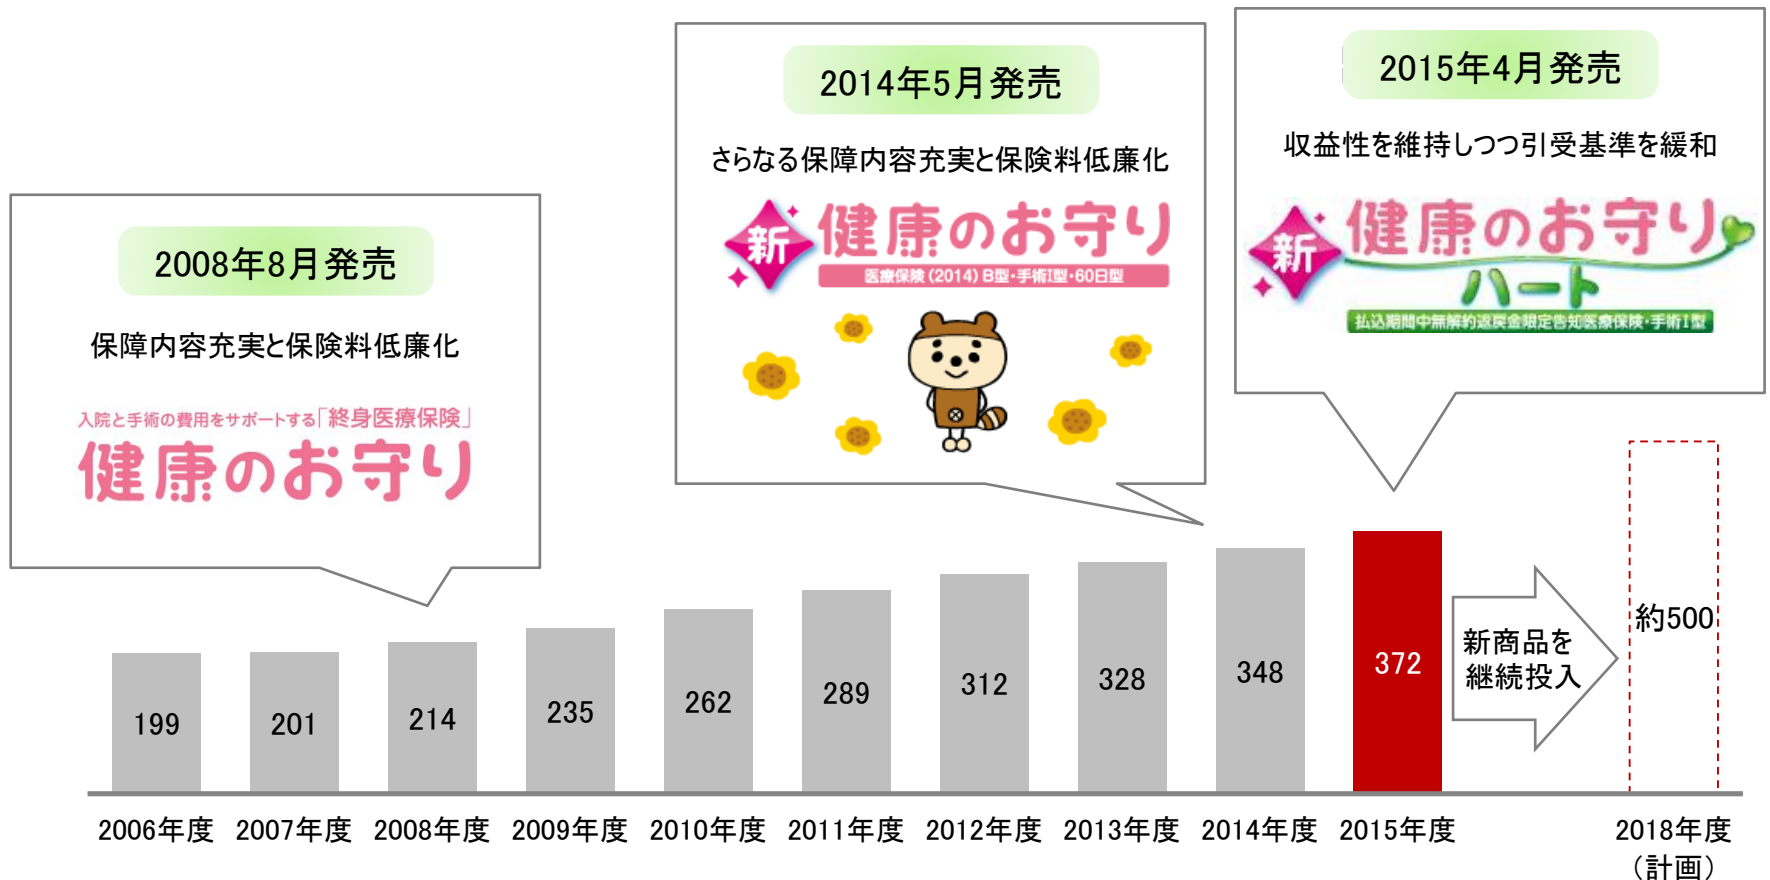 2008年8月発売
保障内容充実と保険料低廉化
入院と手術の費用をサポートする「終身医療保険」
健康のお守り
2014年5月発売
さらなる保障内容充実と保険料低廉化
新 健康のお守り
医療保険(2014) B型・手術I型・60日型
2015年4月発売
収益性を維持しつつ引受基準を緩和
新 健康のお守り
ハート
払込期間中無解約返戻金限定告知医療保険・手術I型
199
201
214
235
262
289
312
328
348
372
新商品を
継続投入
約500
2006年度
2007年度
2008年度
2009年度
2010年度
2011年度
2012年度
2013年度
2014年度
2015年度
2018年度
(計画)